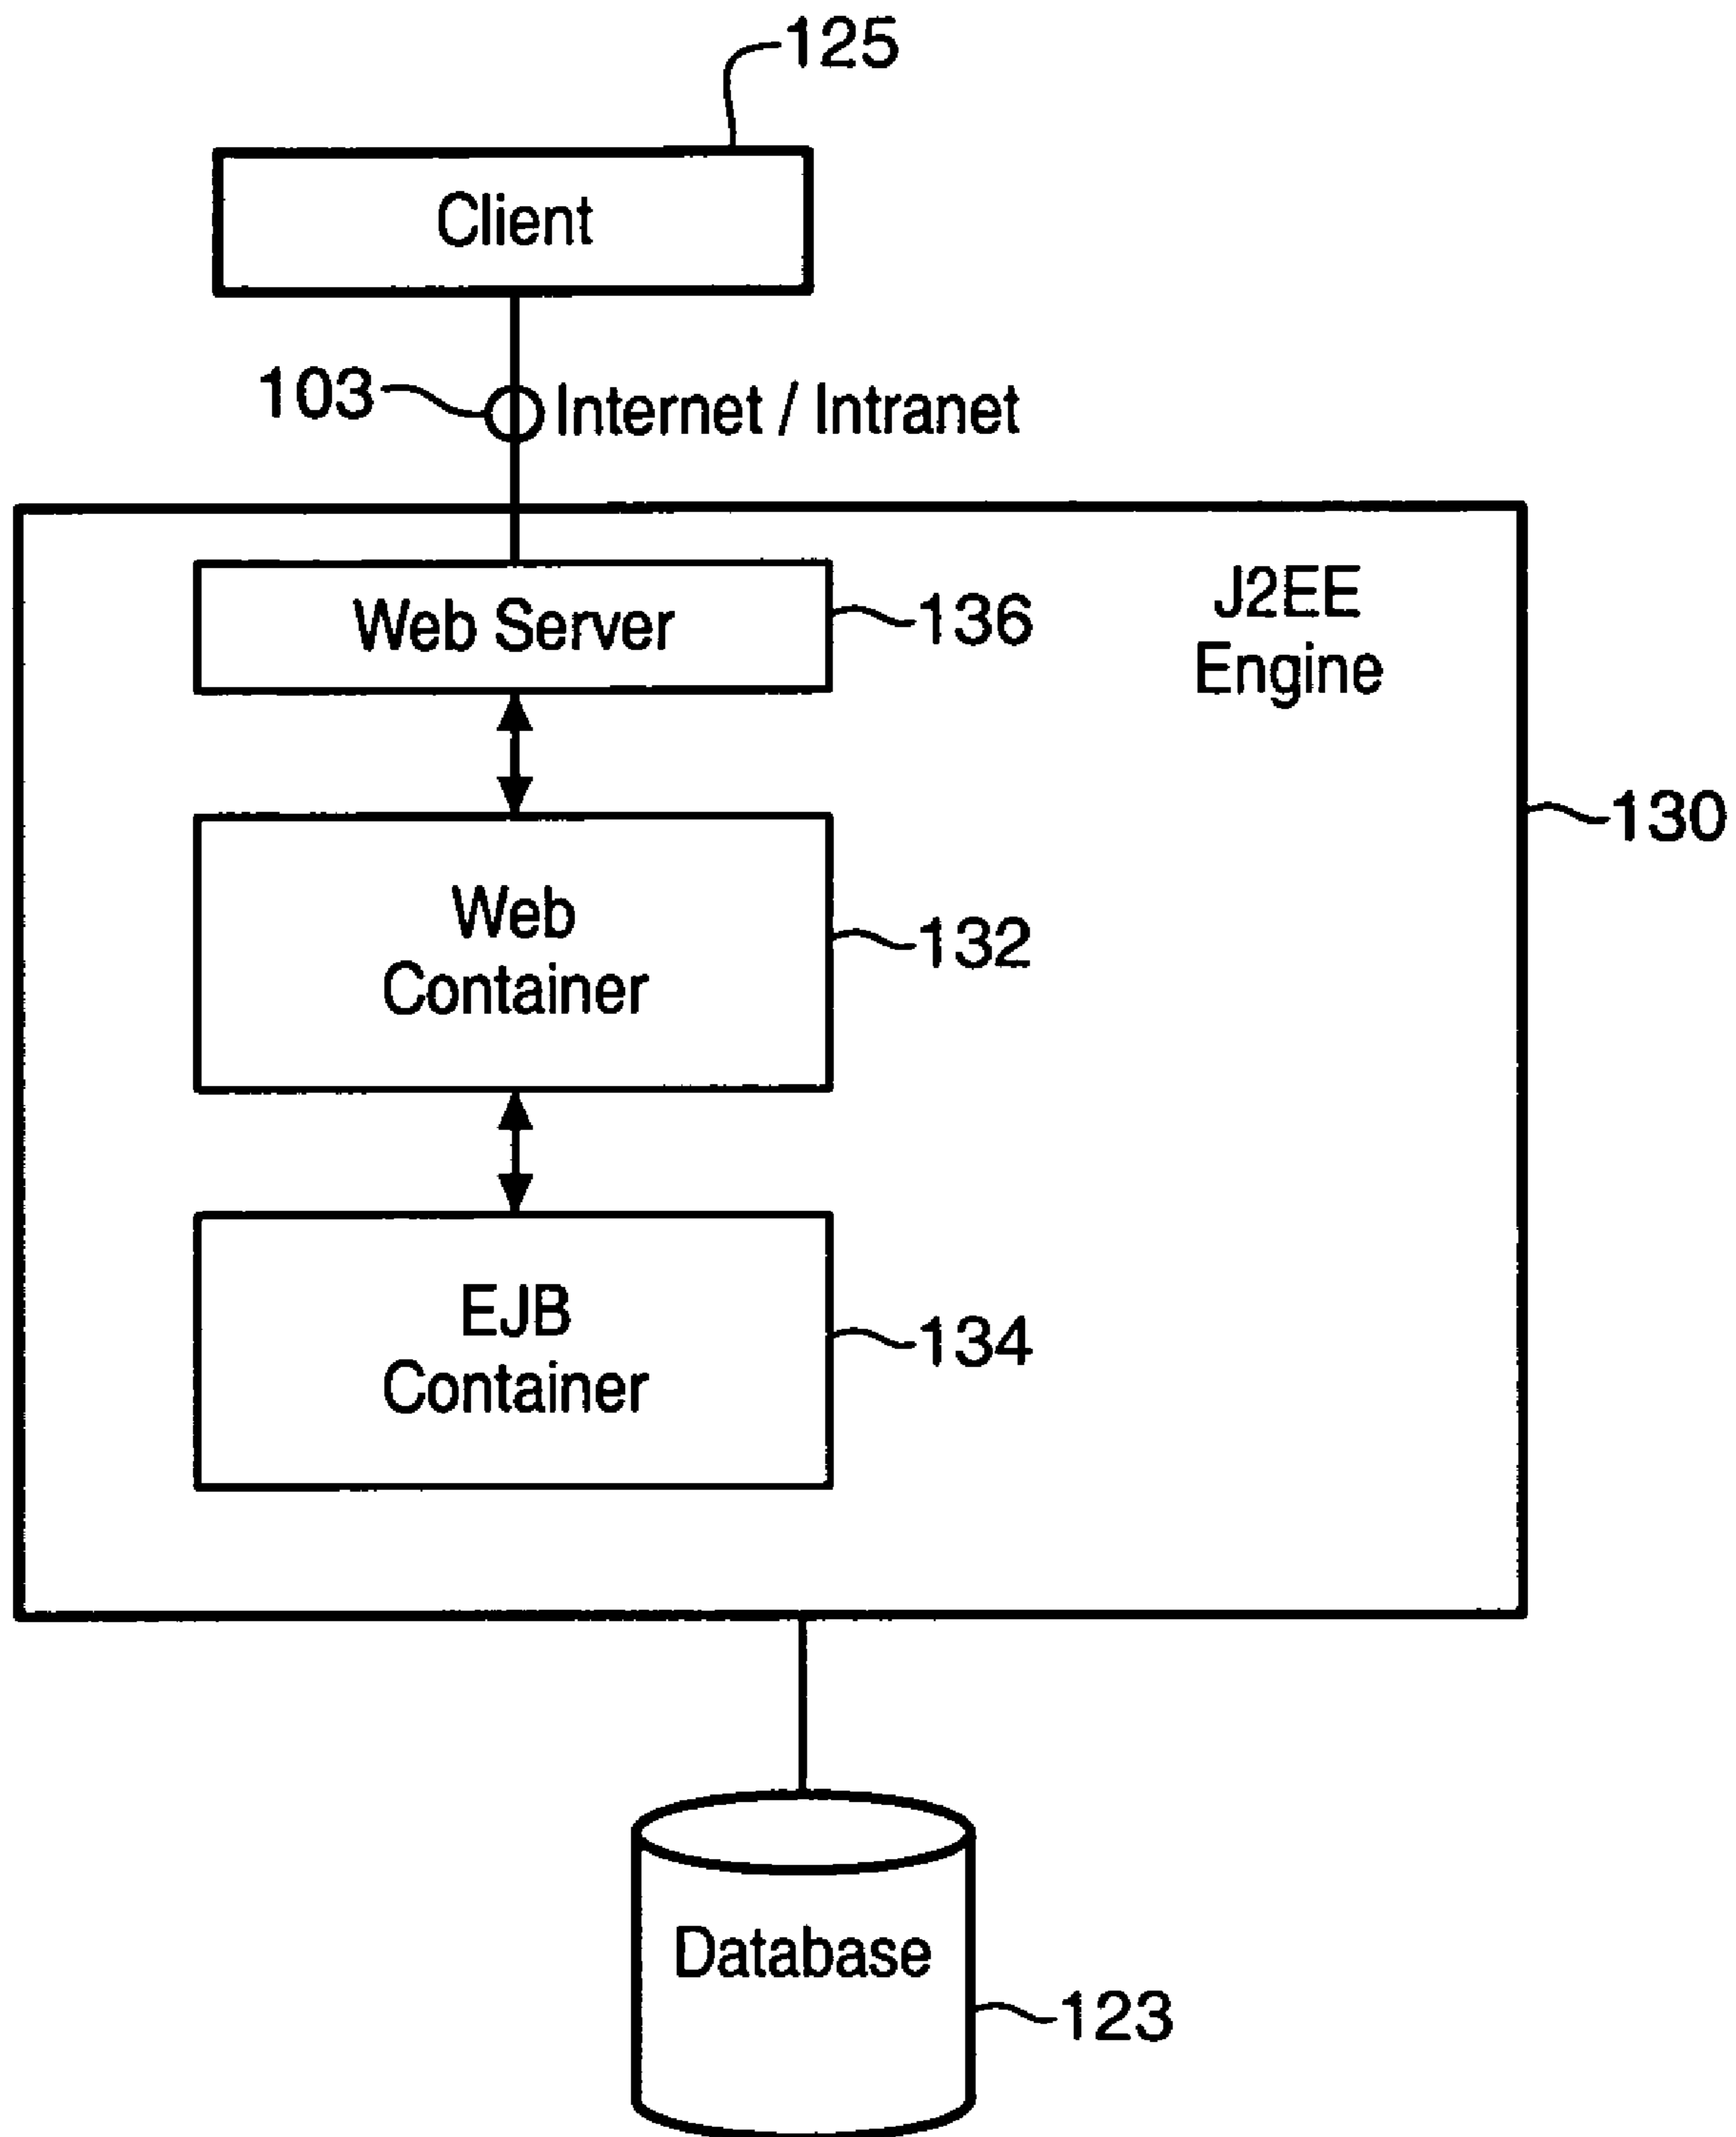 125
Client
103 Internet / Intranet
Web Server 136
J2EE
Engine
130
Web
Container
132
EJB
Container
134
Database
123